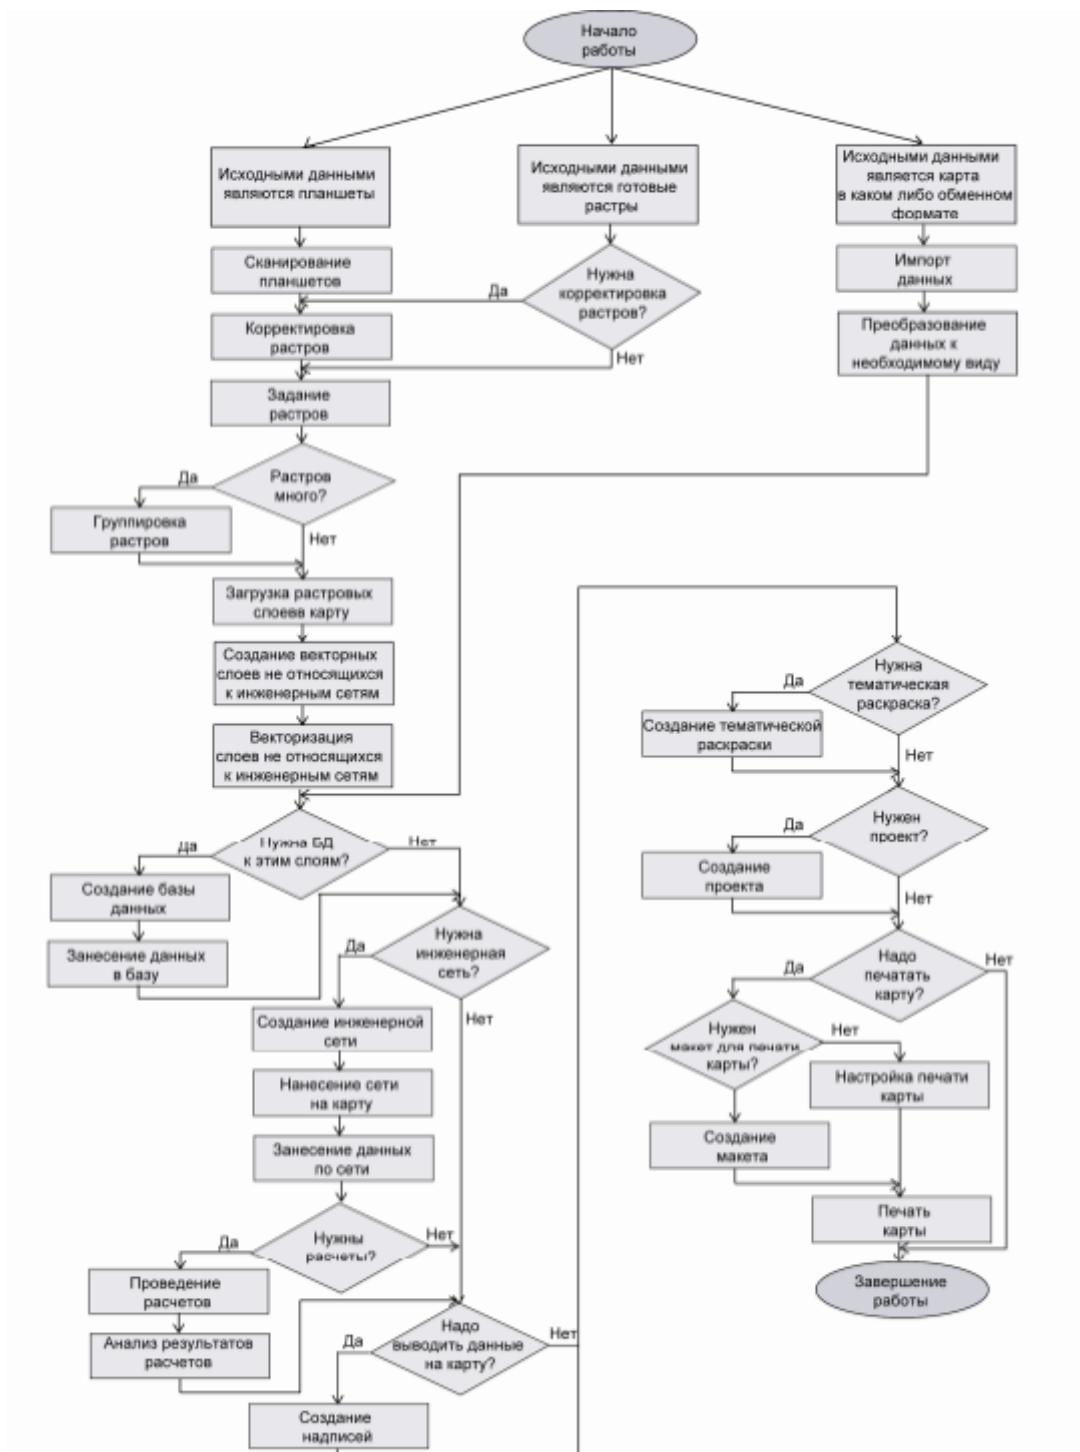 Начало
работы
Исходными данными
являются планшеты
Исходными данными
являются готовые
растры
Исходными данными
является карта
в каком либо обменном
формате
Сканирование
планшетов
Нужна
корректировка
растров?
Да
Нет
Импорт
данных
Корректировка
растров
Преобразование
данных к
необходимому виду
Задание
растров
Растров
много?
Да
Нет
Группировка
растров
Загрузка растровых
слоевв карту
Создание векторных
слоев не относящихся
к инженерным сетям
Векторизация
слоев не относящихся
к инженерным сетям
Нужна БД
к этим слоям?
Да
Нет
Создание базы
данных
Занесение данных
в базу
Нужна
инженерная
сеть?
Да
Нет
Создание инженерной
сети
Нанесение сети
на карту
Занесение данных
по сети
Нужны
расчеты?
Да
Нет
Проведение
расчетов
Анализ результатов
расчетов
Надо
выводить данные
на карту?
Да
Нет
Создание
надписей
Нужна
тематическая
раскраска?
Да
Нет
Создание тематической
раскраски
Нужен
проект?
Да
Нет
Создание
проекта
Надо
печатать
карту?
Да
Нет
Нужен
макет для печати
карты?
Нет
Настройка печати
карты
Создание
макета
Печать
карты
Завершение
работы